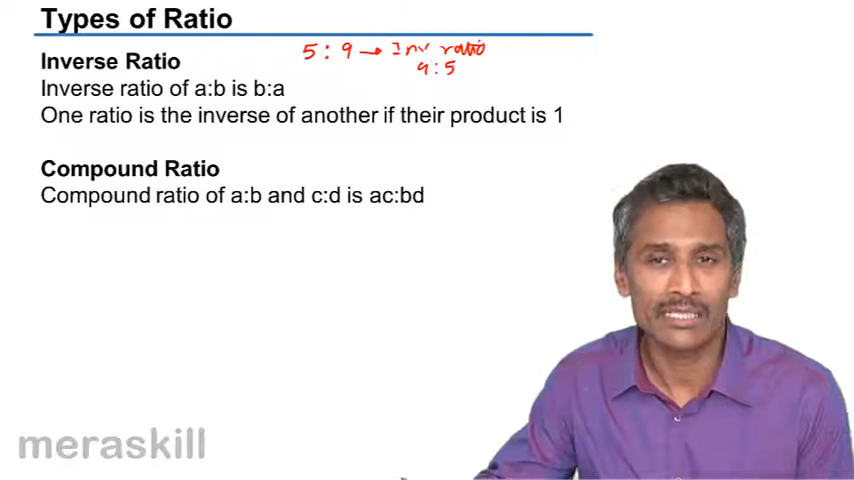 Types of Ratio
5 : 9 → Inv ratio
9 : 5
Inverse Ratio
Inverse ratio of a:b is b:a
One ratio is the inverse of another if their product is 1
Compound Ratio
Compound ratio of a:b and c:d is ac:bd
meraskill